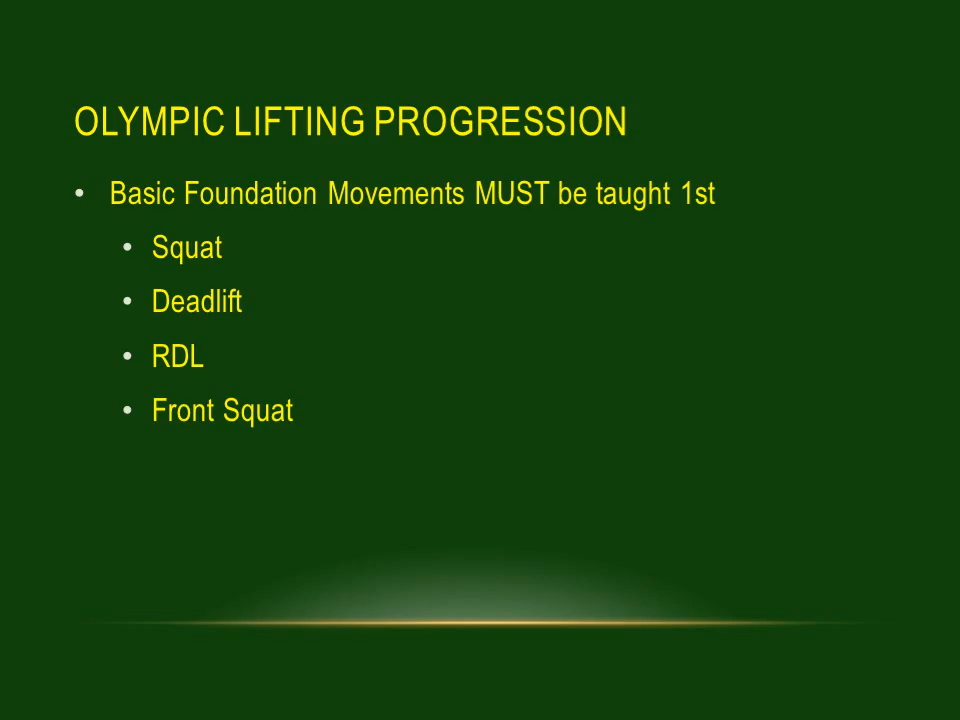 OLYMPIC LIFTING PROGRESSION
• Basic Foundation Movements MUST be taught 1st
• Squat
• Deadlift
• RDL
• Front Squat